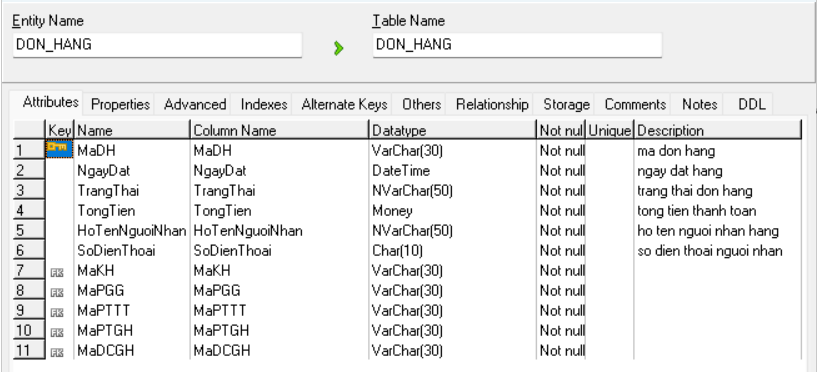 Entity Name Table Name
DON_HANG DON_HANG
Attributes Properties Advanced Indexes Alternate Keys Others Relationship Storage Comments Notes DDL
Key Name Column Name Datatype Not nul Unique Description
1 MaDH MaDH VarChar(30) Not null ma don hang
2 NgayDat NgayDat DateTime Not null ngay dat hang
3 TrangThai TrangThai NVarChar(50) Not null trang thai don hang
4 TongTien TongTien Money Not null tong tien thanh toan
5 HoTenNguoiNhan HoTenNguoiNhan NVarChar(50) Not null ho ten nguoi nhan hang
6 SoDienThoai SoDienThoai Char(10) Not null so dien thoai nguoi nhan
7 MaKH MaKH VarChar(30) Not null
8 MaPGG MaPGG VarChar(30) Not null
9 MaPTTT MaPTTT VarChar(30) Not null
10 MaPTGH MaPTGH VarChar(30) Not null
11 MaDCGH MaDCGH VarChar(30) Not null